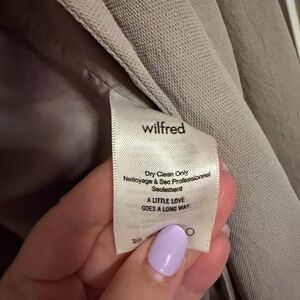 wilfred
Dry Clean Only
Nettoyage à Sec Professionnel
Seulement
A LITTLE LOVE
GOES A LONG WAY.